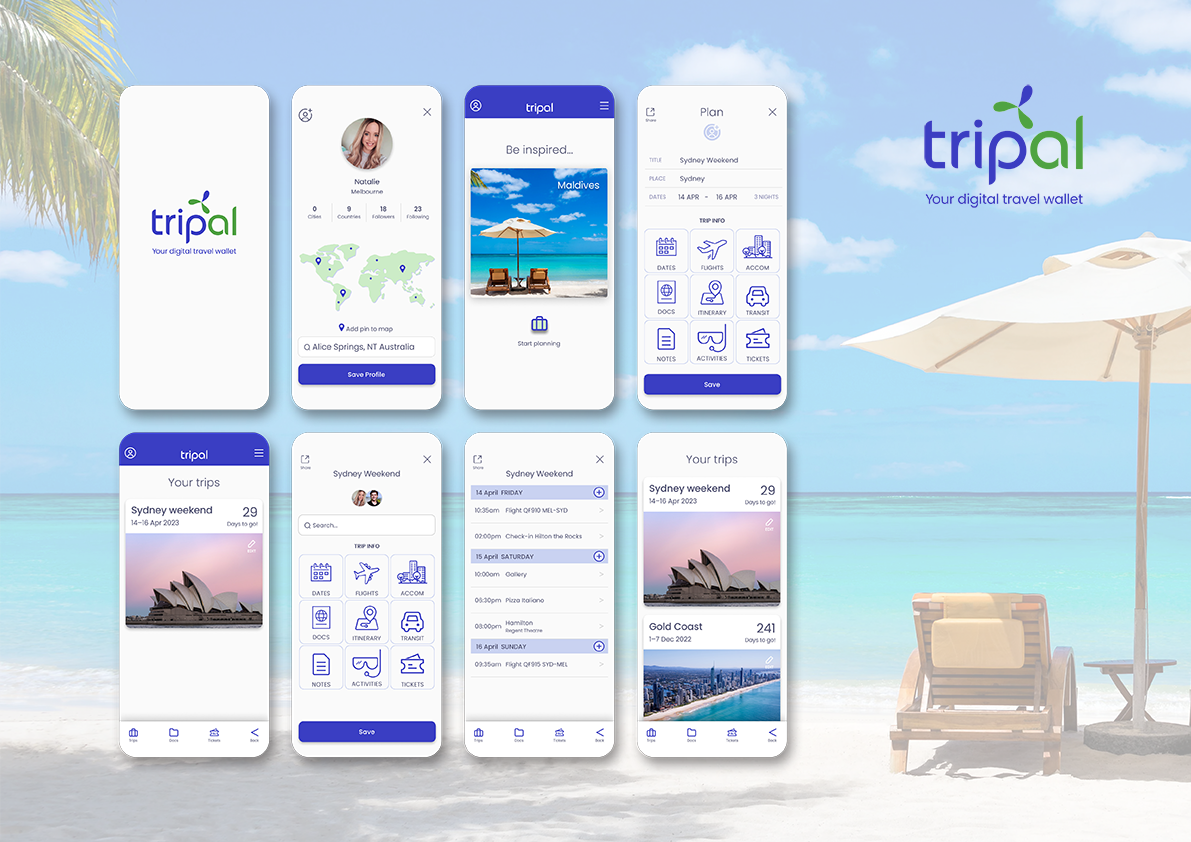 tripal
Your digital travel wallet
Natalie
Melbourne
0 9 18 23
Cities Countries Followers Following
Add pin to map
Alice Springs, NT Australia
Save Profile
tripal
Be inspired...
Maldives
Start planning
Share
Plan
TITLE Sydney Weekend
PLACE Sydney
DATES 14 APR - 16 APR 3 NIGHTS
TRIP INFO
DATES FLIGHTS ACCOM
DOCS ITINERARY TRANSIT
NOTES ACTIVITIES TICKETS
Save
tripal
Your digital travel wallet
tripal
Your trips
Sydney weekend 29
14–16 Apr 2023 Days to go!
EDIT
Trips Docs Tickets Back
Share
Sydney Weekend
Search...
TRIP INFO
DATES FLIGHTS ACCOM
DOCS ITINERARY TRANSIT
NOTES ACTIVITIES TICKETS
Save
Share
Sydney Weekend
14 April FRIDAY
10:35am Flight QF910 MEL-SYD >
02:00pm Check-in Hilton the Rocks >
15 April SATURDAY
10:00am Gallery >
06:30pm Pizza Italiano >
08:00pm Hamilton >
Regent Theatre
16 April SUNDAY
09:35am Flight QF915 SYD-MEL >
Trips Docs Tickets Back
Your trips
Sydney weekend 29
14–16 Apr 2023 Days to go!
EDIT
Gold Coast 241
1–7 Dec 2022 Days to go!
EDIT
Trips Docs Tickets Back